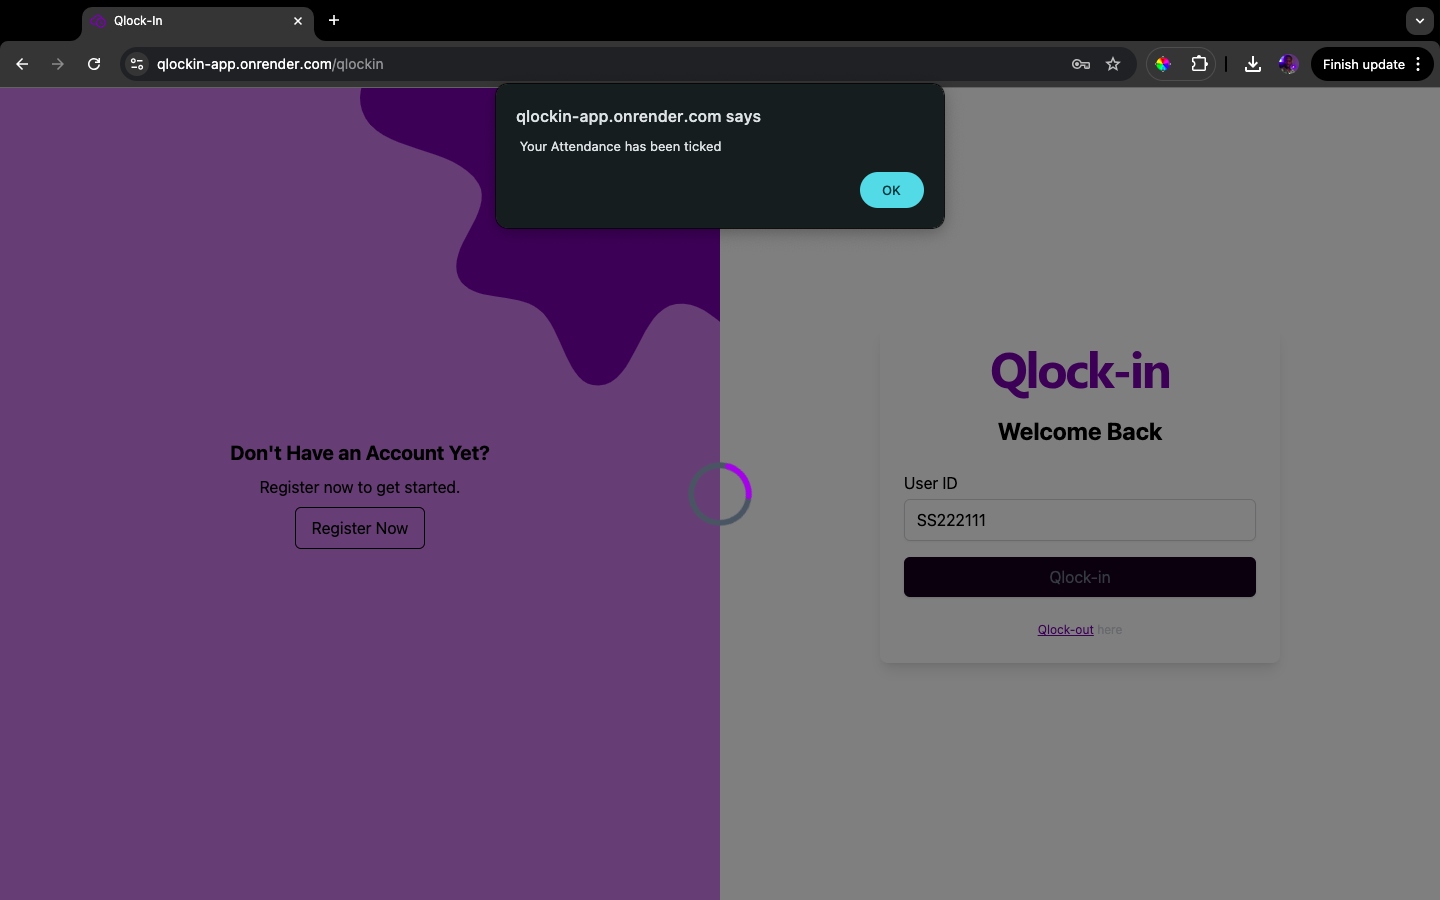 Qlock-In
qlockin-app.onrender.com/qlockin
Finish update
qlockin-app.onrender.com says
Your Attendance has been ticked
OK
Don't Have an Account Yet?
Register now to get started.
Register Now
Qlock-in
Welcome Back
User ID
SS222111
Qlock-in
Qlock-out here